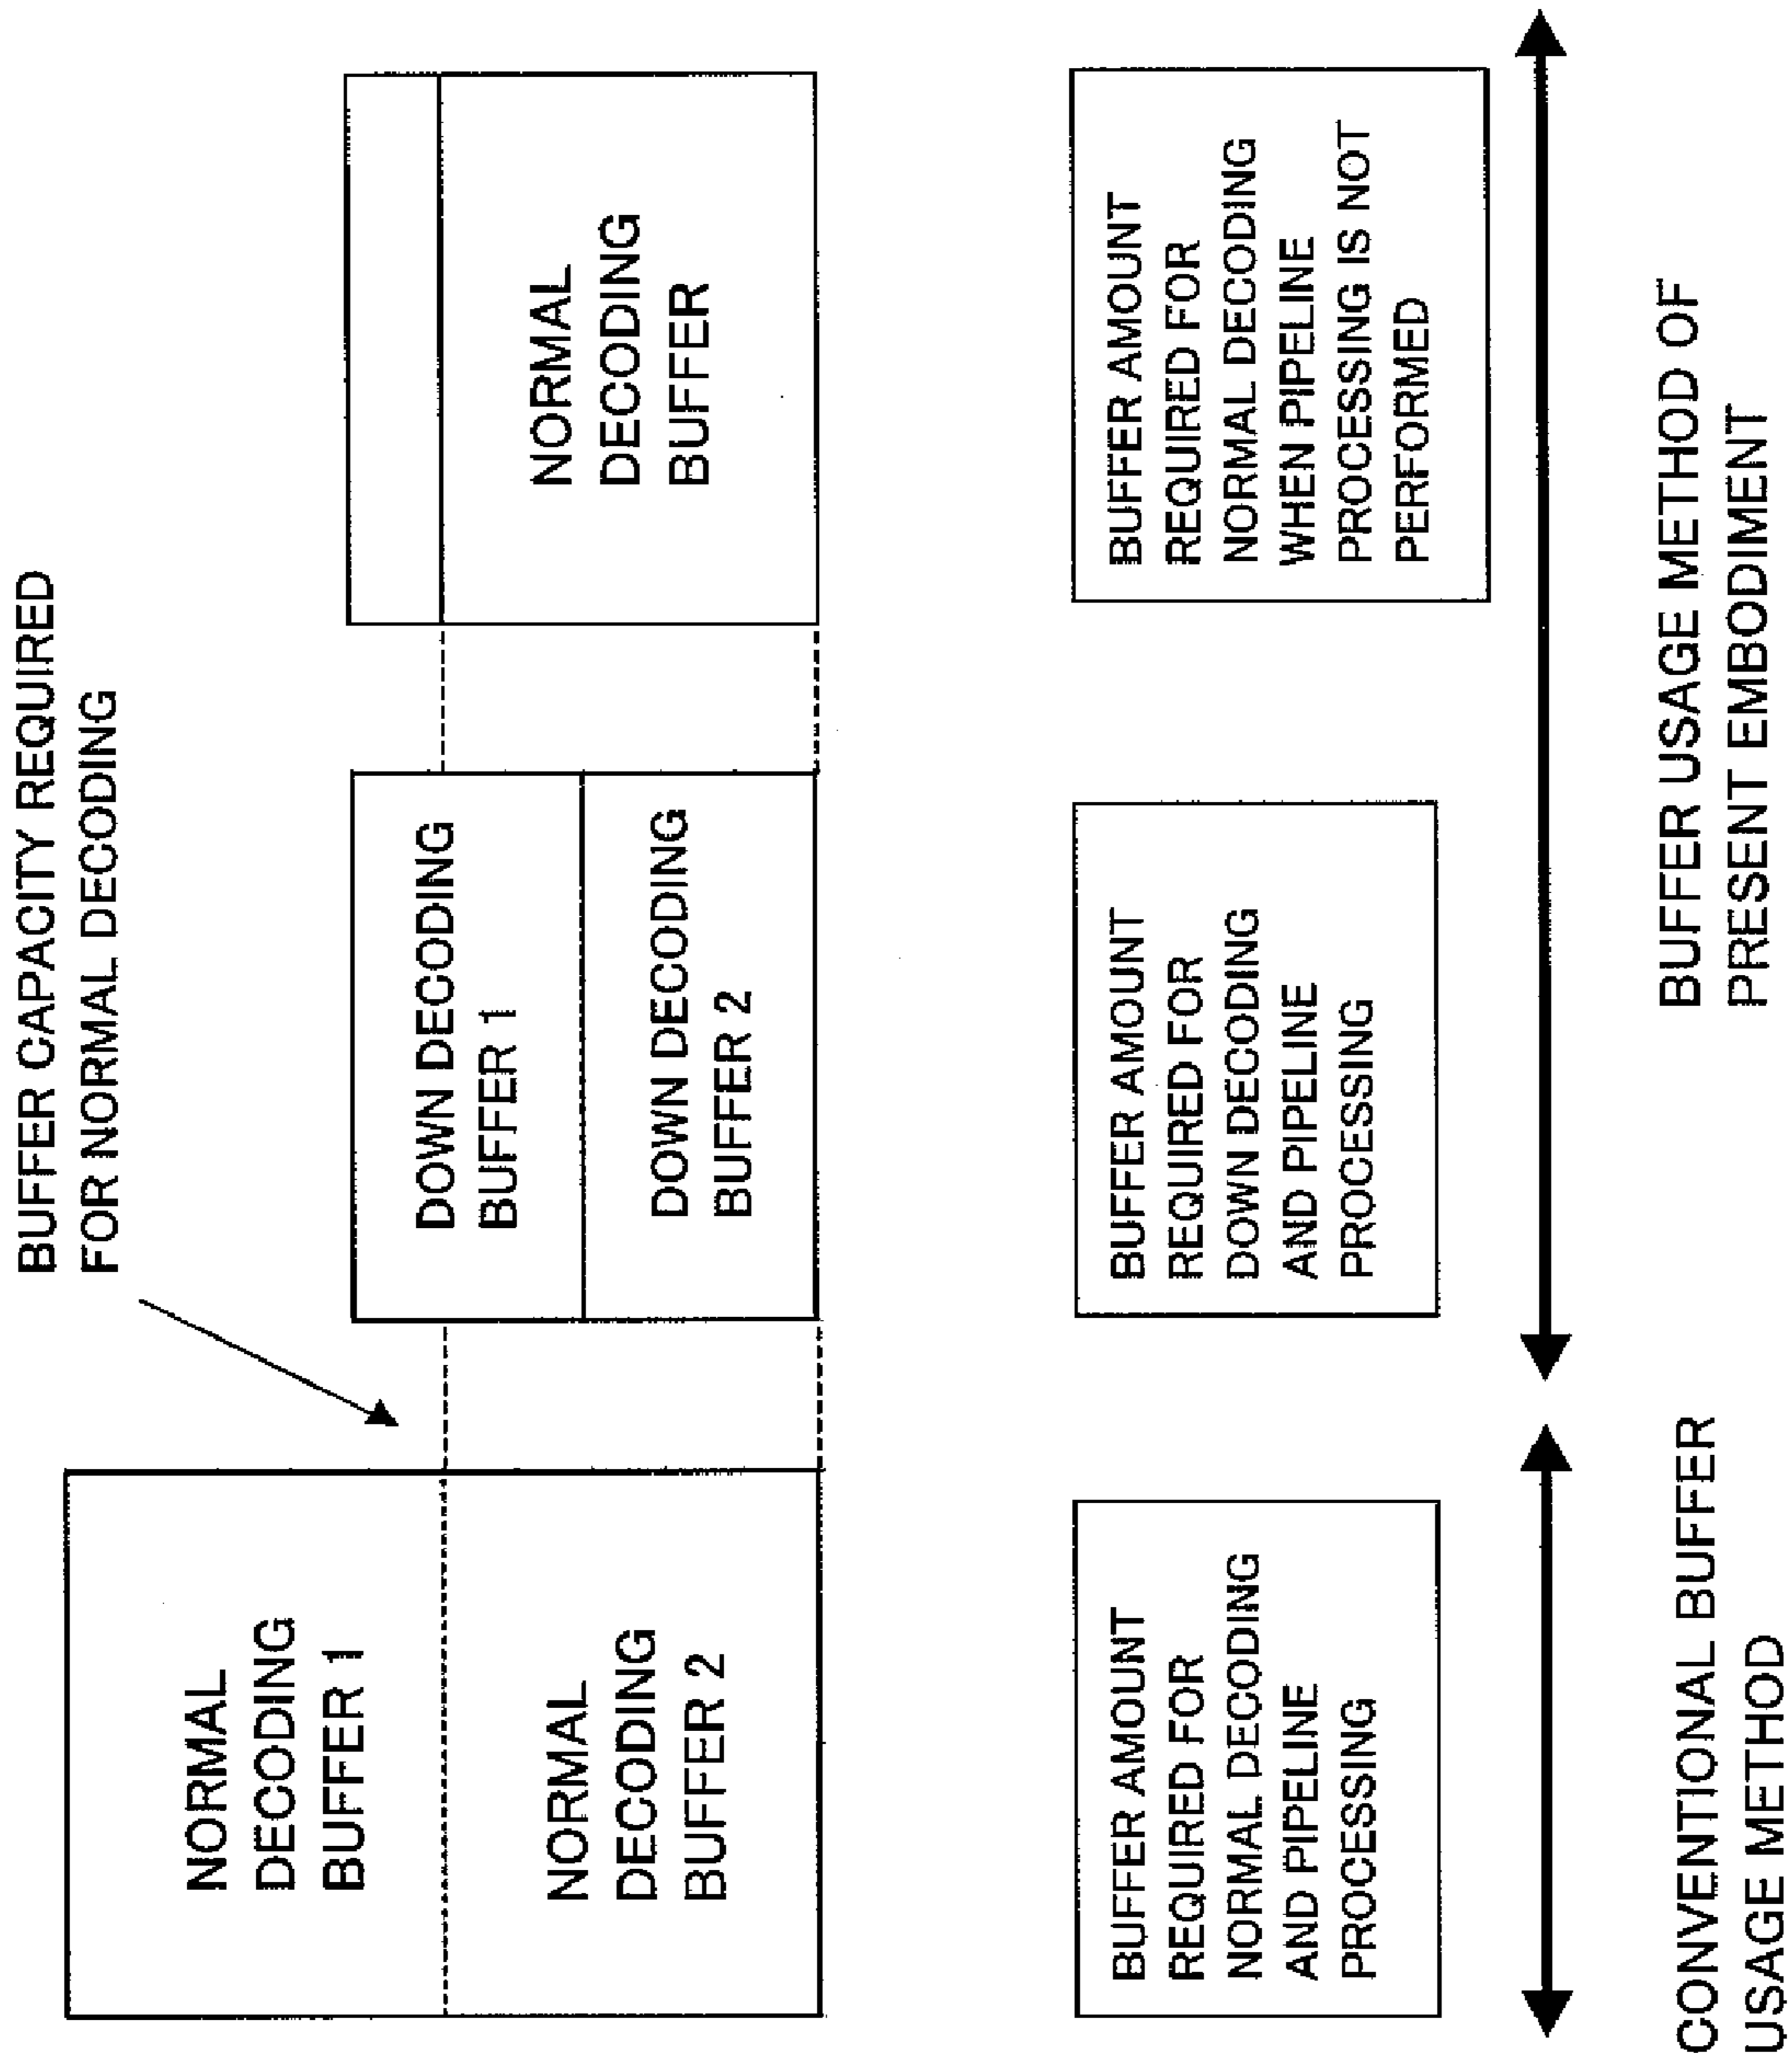 BUFFER CAPACITY REQUIRED
FOR NORMAL DECODING
NORMAL
DECODING
BUFFER 1
NORMAL
DECODING
BUFFER 2
DOWN DECODING
BUFFER 1
DOWN DECODING
BUFFER 2
NORMAL
DECODING
BUFFER
BUFFER AMOUNT
REQUIRED FOR
NORMAL DECODING
AND PIPELINE
PROCESSING
BUFFER AMOUNT
REQUIRED FOR
DOWN DECODING
AND PIPELINE
PROCESSING
BUFFER AMOUNT
REQUIRED FOR
NORMAL DECODING
WHEN PIPELINE
PROCESSING IS NOT
PERFORMED
CONVENTIONAL BUFFER
USAGE METHOD
BUFFER USAGE METHOD OF
PRESENT EMBODIMENT